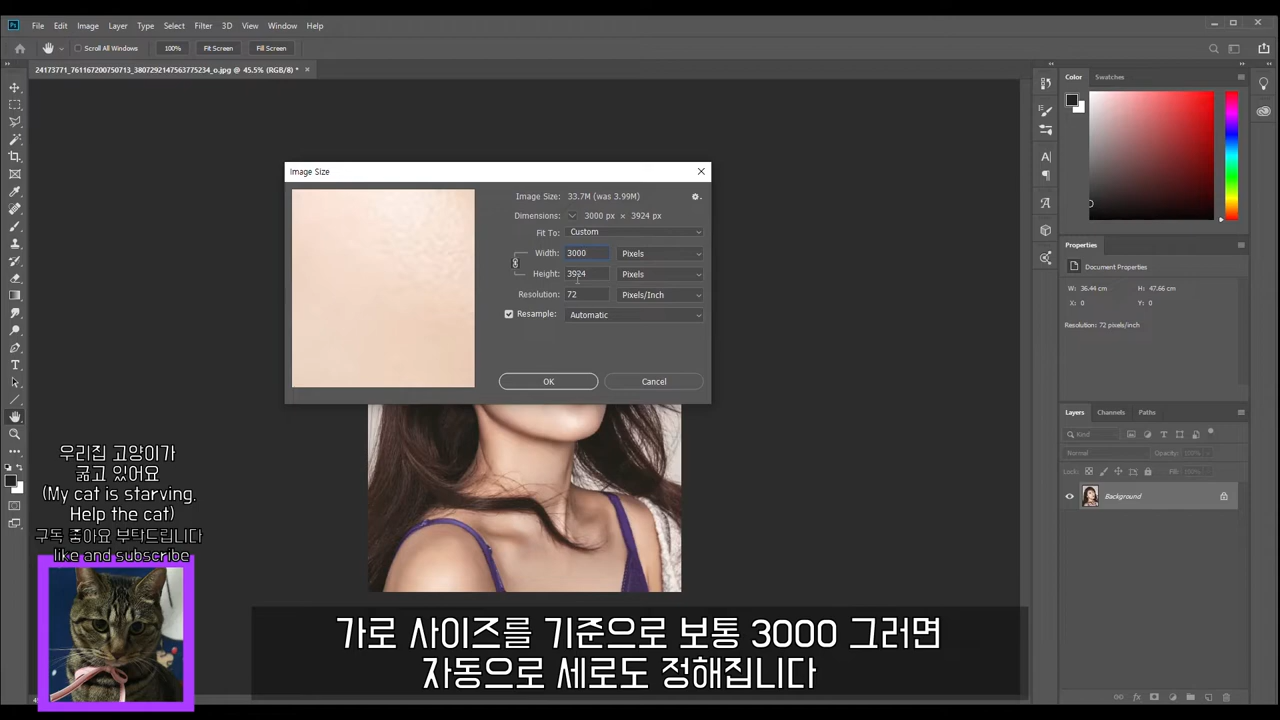 Ps File Edit Image Layer Type Select Filter 3D View Window Help
Scroll All Windows 100% Fit Screen Fill Screen
24173771_761167200750713_3807292147563775234_o.jpg @ 45.5% (RGB/8) * ×
Image Size
Image Size: 33.7M (was 3.99M)
Dimensions: 3000 px × 3924 px
Fit To: Custom
Width: 3000 Pixels
Height: 3924 Pixels
Resolution: 72 Pixels/Inch
Resample: Automatic
OK Cancel
Color Swatches
Properties
Document Properties
W: 36.44 cm H: 47.66 cm
X: 0 Y: 0
Resolution: 72 pixels/inch
Layers Channels Paths
Kind
Normal Opacity: 100%
Lock: Fill: 100%
Background
우리집 고양이가
굶고 있어요
(My cat is starving.
Help the cat)
구독 좋아요 부탁드립니다
like and subscribe
가로 사이즈를 기준으로 보통 3000 그러면
자동으로 세로도 정해집니다